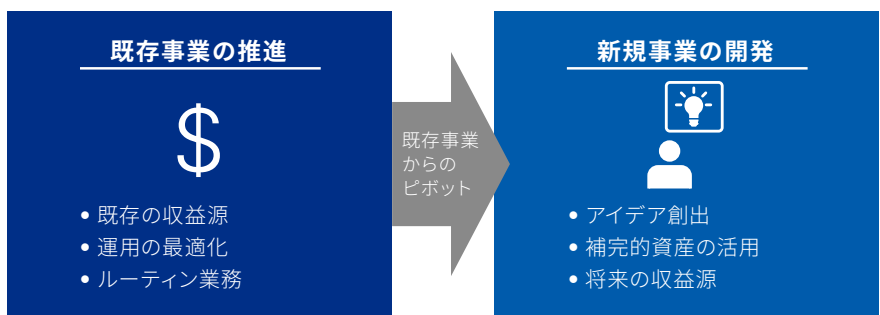 既存事業の推進
$
• 既存の収益源
• 運用の最適化
• ルーティン業務
既存事業
からの
ピボット
新規事業の開発
• アイデア創出
• 補完的資産の活用
• 将来の収益源